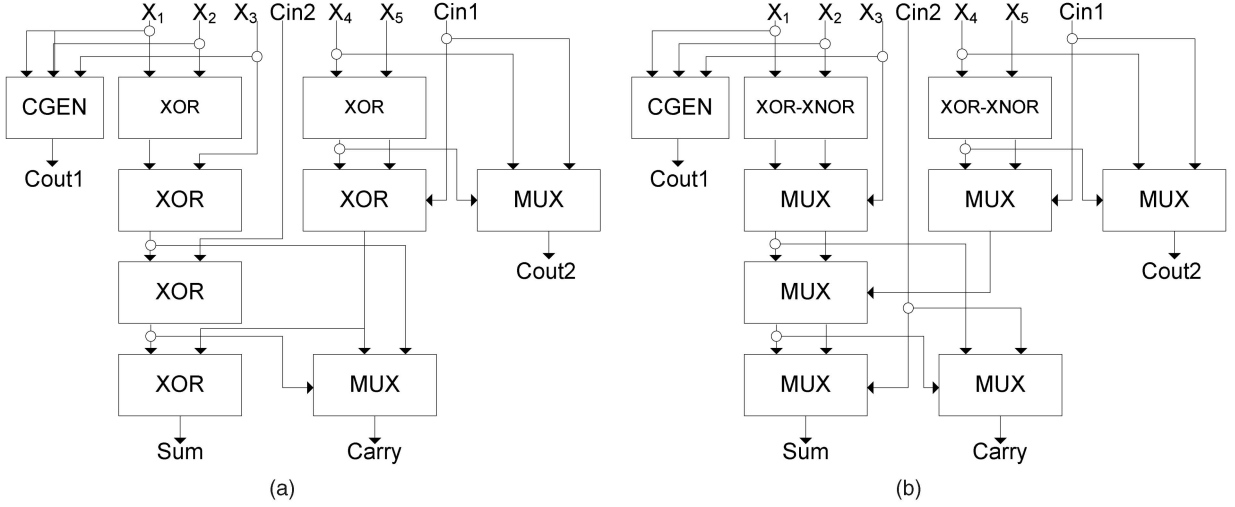 X₁ X₂ X₃ Cin2 X₄ X₅ Cin1
CGEN XOR XOR
Cout1
XOR XOR MUX
Cout2
XOR
XOR MUX
Sum Carry
(a)
X₁ X₂ X₃ Cin2 X₄ X₅ Cin1
CGEN XOR-XNOR XOR-XNOR
Cout1
MUX MUX MUX
Cout2
MUX
MUX MUX
Sum Carry
(b)